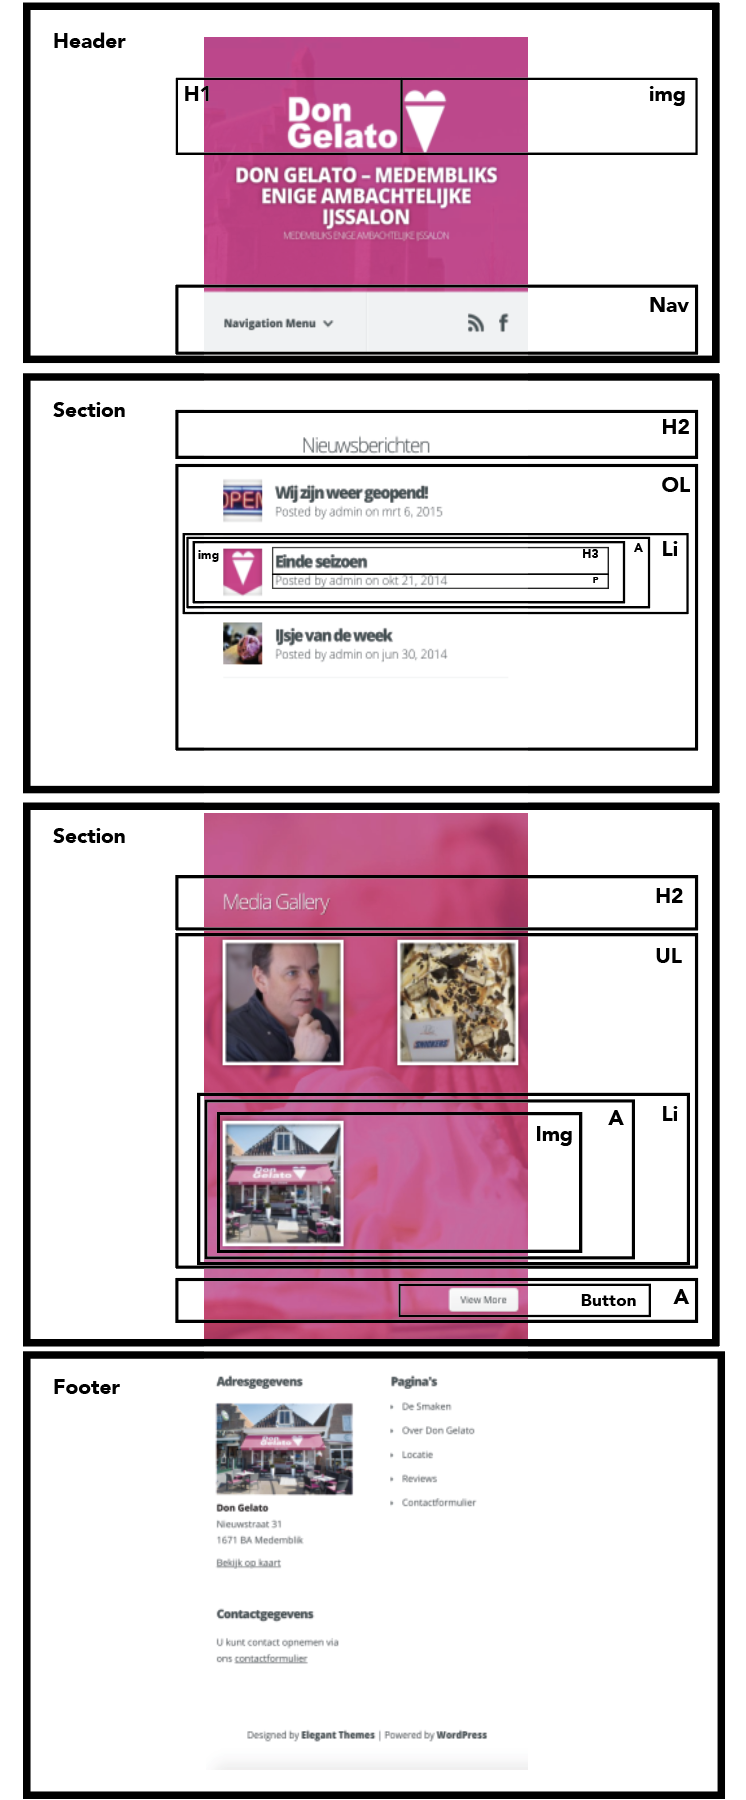 Header
H1
img
Don
Gelato
DON GELATO – MEDEMBLIKS
ENIGE AMBACHTELIJKE
IJSSALON
MEDEMBLIKS ENIGE AMBACHTELIJKE IJSSALON
Nav
Navigation Menu
f
Section
H2
Nieuwsberichten
OL
OPEN
Wij zijn weer geopend!
Posted by admin on mrt 6, 2015
Li
A
img
H3
Einde seizoen
P
Posted by admin on okt 21, 2014
IJsje van de week
Posted by admin on jun 30, 2014
Section
H2
Media Gallery
UL
SNICKERS
Li
A
Img
Don
Gelato
View More
Button
A
Footer
Adresgegevens
Don
Gelato
Don Gelato
Nieuwstraat 31
1671 BA Medemblik
Bekijk op kaart
Pagina's
De Smaken
Over Don Gelato
Locatie
Reviews
Contactformulier
Contactgegevens
U kunt contact opnemen via
ons contactformulier
Designed by Elegant Themes | Powered by WordPress